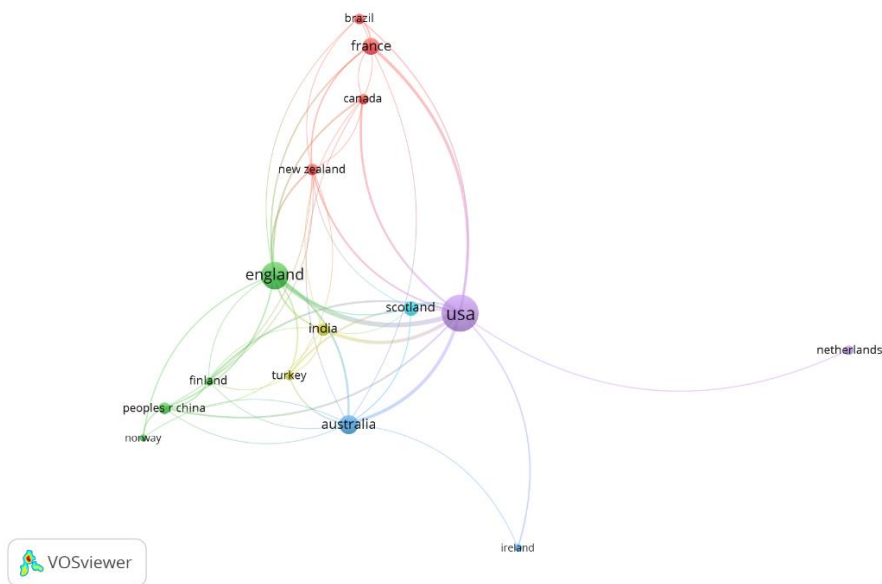 brazil
france
canada
new zealand
england
scotland
usa
india
netherlands
turkey
finland
peoples r china
australia
norway
ireland
VOSviewer